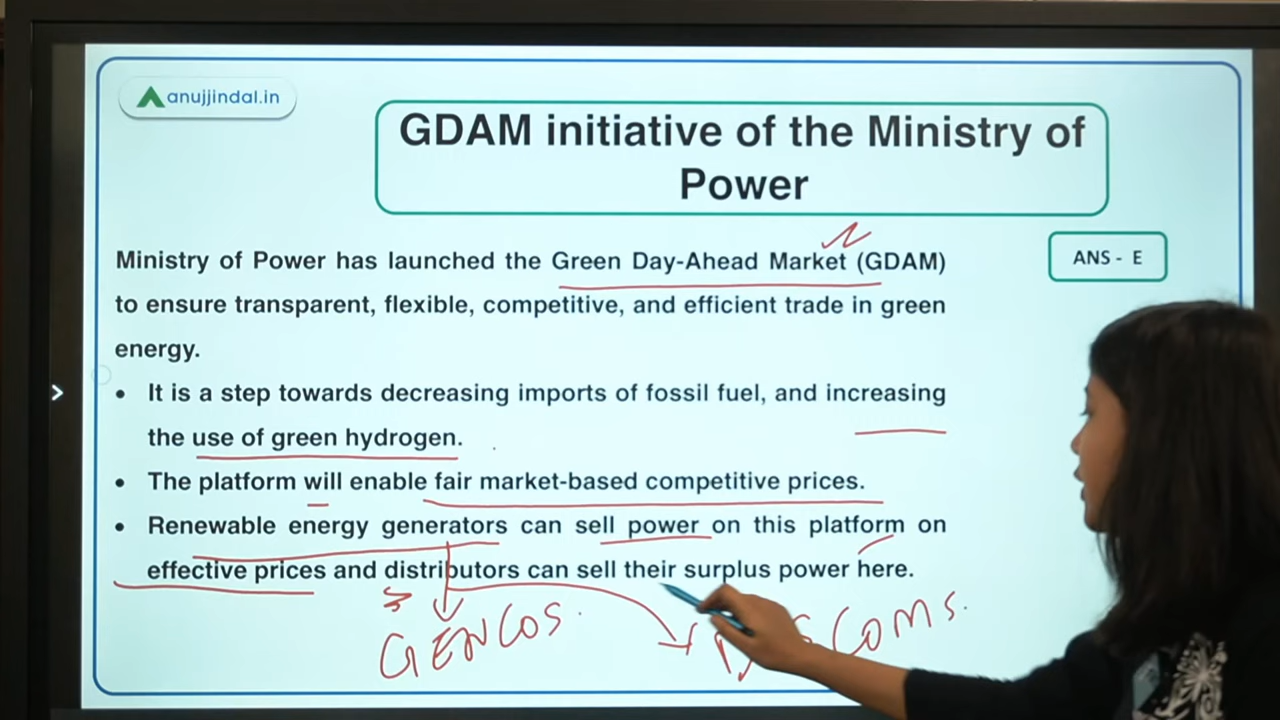 anujjindal.in
GDAM initiative of the Ministry of
Power
Ministry of Power has launched the Green Day-Ahead Market (GDAM)
ANS - E
to ensure transparent, flexible, competitive, and efficient trade in green
energy.
• It is a step towards decreasing imports of fossil fuel, and increasing
the use of green hydrogen.
• The platform will enable fair market-based competitive prices.
• Renewable energy generators can sell power on this platform on
effective prices and distributors can sell their surplus power here.
GENCOS